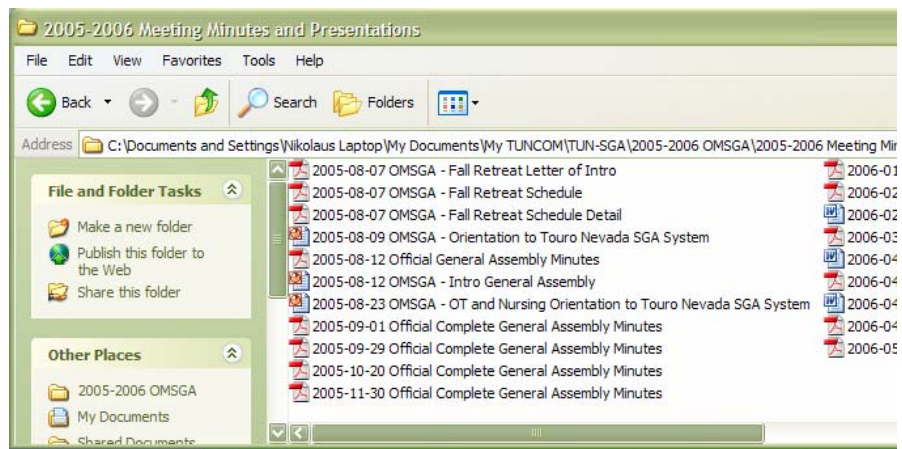 2005-2006 Meeting Minutes and Presentations
File Edit View Favorites Tools Help
Back Search Folders
Address C:\Documents and Settings\Nikolaus Laptop\My Documents\My TUNCOM\TUN-SGA\2005-2006 OMSGA\2005-2006 Meeting Min
File and Folder Tasks
Make a new folder
Publish this folder to
the Web
Share this folder
Other Places
2005-2006 OMSGA
My Documents
Shared Documents
2005-08-07 OMSGA - Fall Retreat Letter of Intro
2005-08-07 OMSGA - Fall Retreat Schedule
2005-08-07 OMSGA - Fall Retreat Schedule Detail
2005-08-09 OMSGA - Orientation to Touro Nevada SGA System
2005-08-12 Official General Assembly Minutes
2005-08-12 OMSGA - Intro General Assembly
2005-08-23 OMSGA - OT and Nursing Orientation to Touro Nevada SGA System
2005-09-01 Official Complete General Assembly Minutes
2005-09-29 Official Complete General Assembly Minutes
2005-10-20 Official Complete General Assembly Minutes
2005-11-30 Official Complete General Assembly Minutes
2006-01
2006-02
2006-02
2006-03
2006-04
2006-04
2006-04
2006-04
2006-05